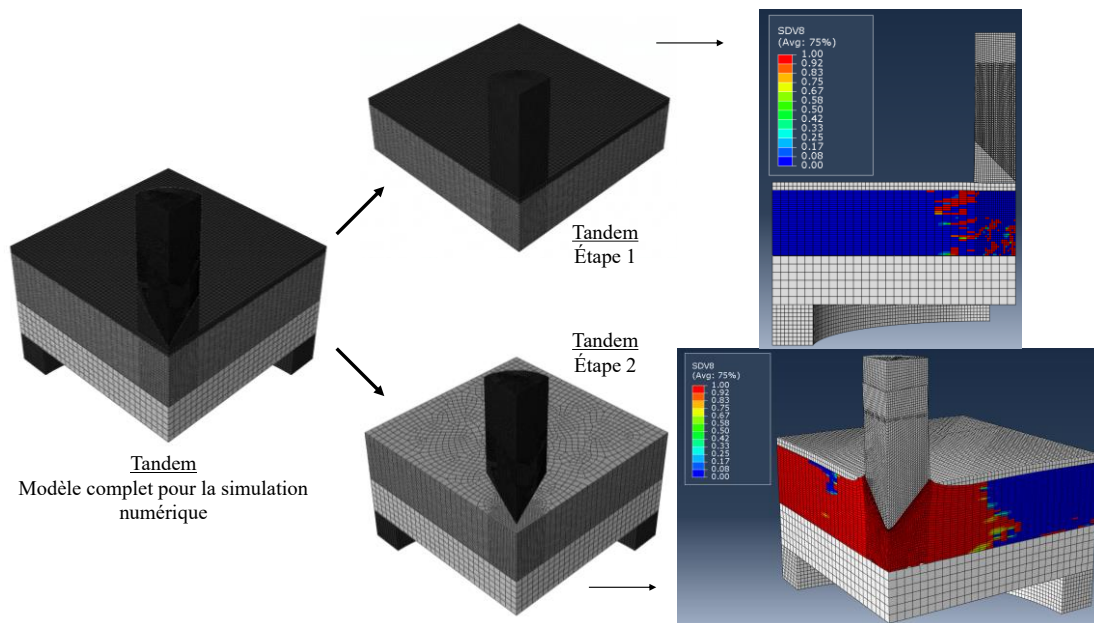 Tandem
Modèle complet pour la simulation
numérique
Tandem
Étape 1
Tandem
Étape 2
SDV8
(Avg: 75%)
1.00
0.92
0.83
0.75
0.67
0.58
0.50
0.42
0.33
0.25
0.17
0.08
0.00
SDV8
(Avg: 75%)
1.00
0.92
0.83
0.75
0.67
0.58
0.50
0.42
0.33
0.25
0.17
0.08
0.00